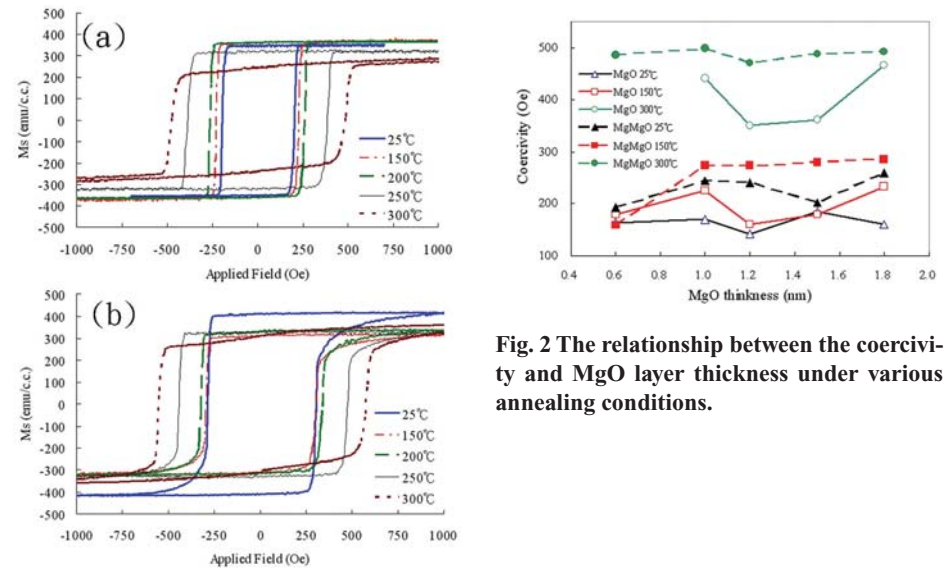 (a)
Ms (emu/c.c.)
500
400
300
200
100
0
-100
-200
-300
-400
-500
25℃
150℃
200℃
250℃
300℃
-1000 -750 -500 -250 0 250 500 750 1000
Applied Field (Oe)
(b)
Ms (emu/c.c.)
500
400
300
200
100
0
-100
-200
-300
-400
-500
25℃
150℃
200℃
250℃
300℃
-1000 -750 -500 -250 0 250 500 750 1000
Applied Field (Oe)
Coercivity (Oe)
500
400
300
200
100
MgO 25℃
MgO 150℃
MgO 300℃
MgMgO 25℃
MgMgO 150℃
MgMgO 300℃
0.4 0.6 0.8 1.0 1.2 1.4 1.6 1.8 2.0
MgO thinkness (nm)
Fig. 2 The relationship between the coercivi-
ty and MgO layer thickness under various
annealing conditions.